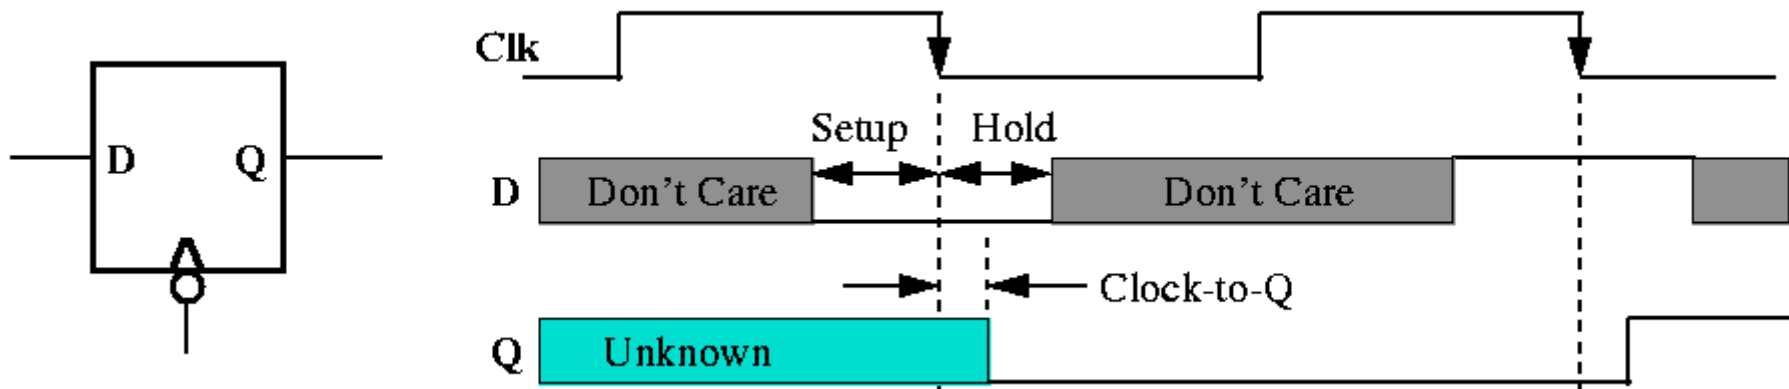 Clk
Setup Hold
D Q
D Don't Care Don't Care
Clock-to-Q
Q Unknown